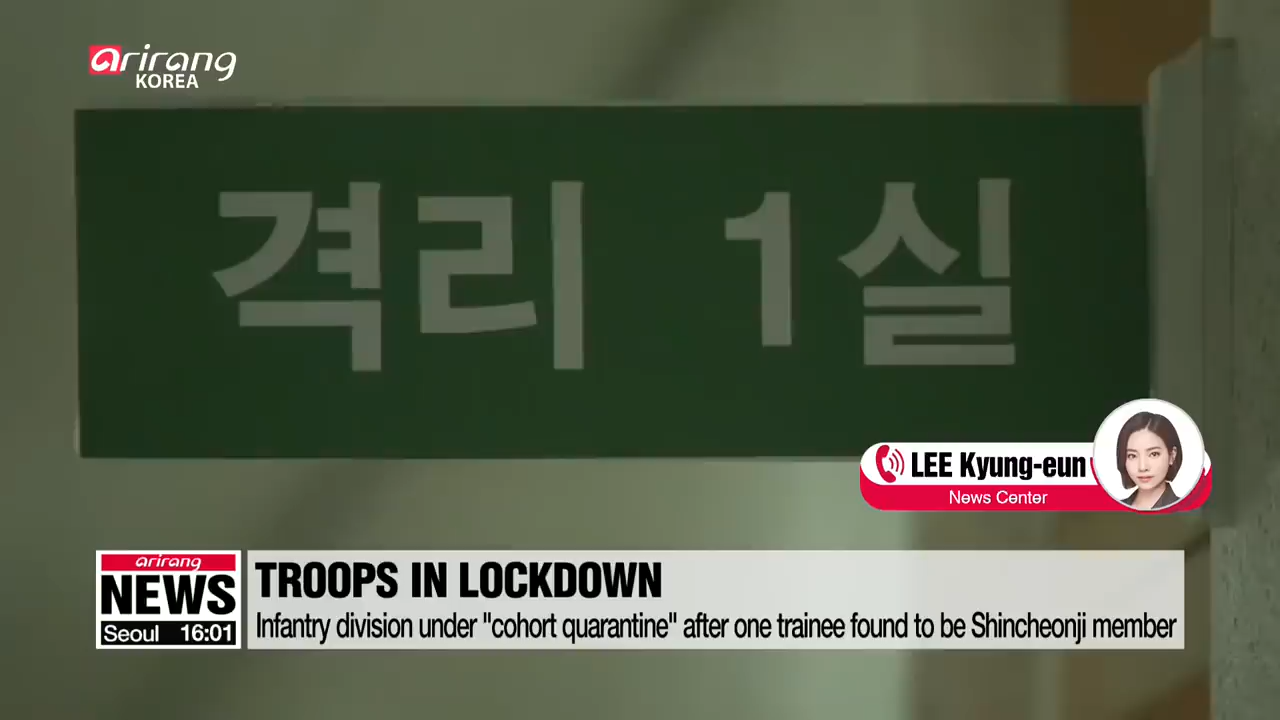 arirang
KOREA
격리 1실
LEE Kyung-eun
News Center
arirang
NEWS
Seoul 16:01
TROOPS IN LOCKDOWN
Infantry division under "cohort quarantine" after one trainee found to be Shincheonji member